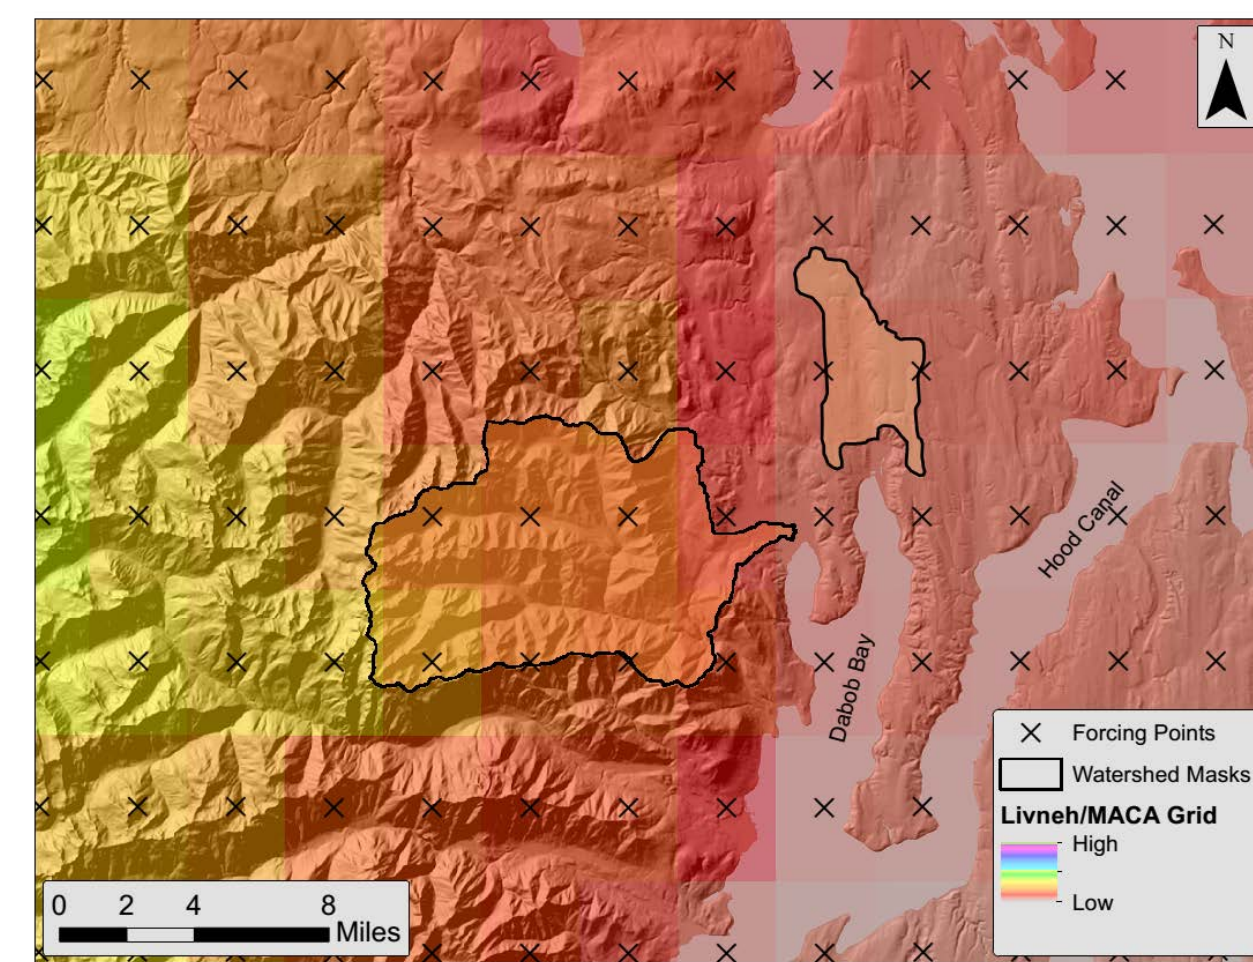 N
Hood Canal
Dabob Bay
Forcing Points
Watershed Masks
Livneh/MACA Grid
High
Low
0 2 4 8
Miles